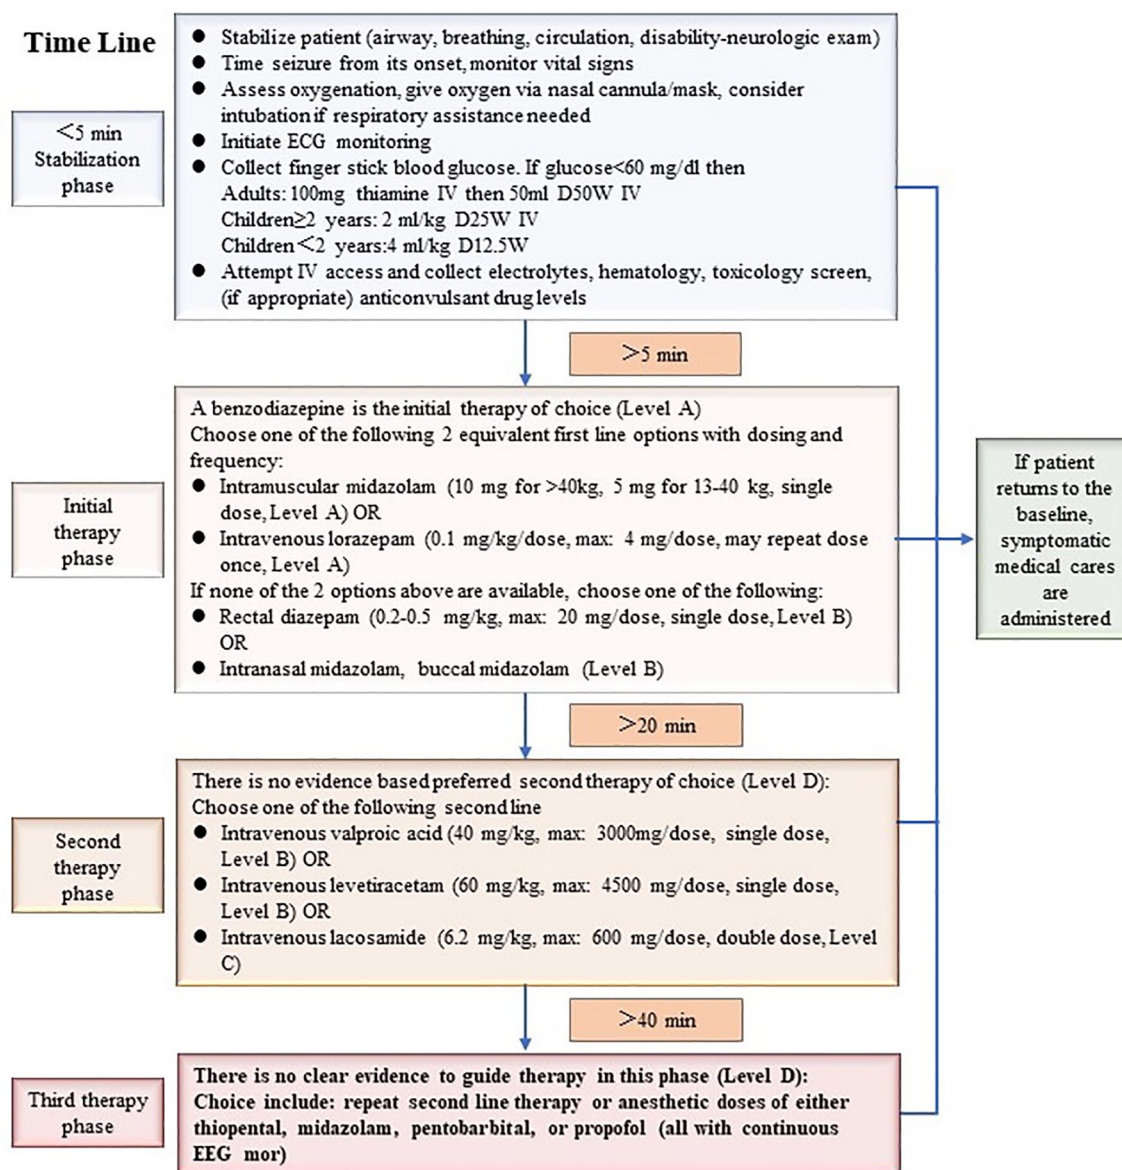 Time Line
● Stabilize patient (airway, breathing, circulation, disability-neurologic exam)
● Time seizure from its onset, monitor vital signs
● Assess oxygenation, give oxygen via nasal cannula/mask, consider
intubation if respiratory assistance needed
● Initiate ECG monitoring
● Collect finger stick blood glucose. If glucose<60 mg/dl then
Adults: 100mg thiamine IV then 50ml D50W IV
Children≥2 years: 2 ml/kg D25W IV
Children<2 years:4 ml/kg D12.5W
● Attempt IV access and collect electrolytes, hematology, toxicology screen,
(if appropriate) anticonvulsant drug levels
<5 min
Stabilization
phase
>5 min
A benzodiazepine is the initial therapy of choice (Level A)
Choose one of the following 2 equivalent first line options with dosing and
frequency:
● Intramuscular midazolam (10 mg for >40kg, 5 mg for 13-40 kg, single
dose, Level A) OR
● Intravenous lorazepam (0.1 mg/kg/dose, max: 4 mg/dose, may repeat dose
once, Level A)
If none of the 2 options above are available, choose one of the following:
● Rectal diazepam (0.2-0.5 mg/kg, max: 20 mg/dose, single dose, Level B)
OR
● Intranasal midazolam, buccal midazolam (Level B)
Initial
therapy
phase
If patient
returns to the
baseline,
symptomatic
medical cares
are
administered
>20 min
There is no evidence based preferred second therapy of choice (Level D):
Choose one of the following second line
● Intravenous valproic acid (40 mg/kg, max: 3000mg/dose, single dose,
Level B) OR
● Intravenous levetiracetam (60 mg/kg, max: 4500 mg/dose, single dose,
Level B) OR
● Intravenous lacosamide (6.2 mg/kg, max: 600 mg/dose, double dose, Level
C)
Second
therapy
phase
>40 min
There is no clear evidence to guide therapy in this phase (Level D):
Choice include: repeat second line therapy or anesthetic doses of either
thiopental, midazolam, pentobarbital, or propofol (all with continuous
EEG mor)
Third therapy
phase